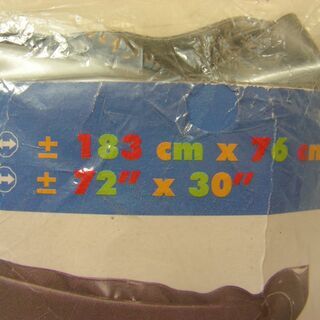 ± 183 cm x 76 cm
± 72" x 30"